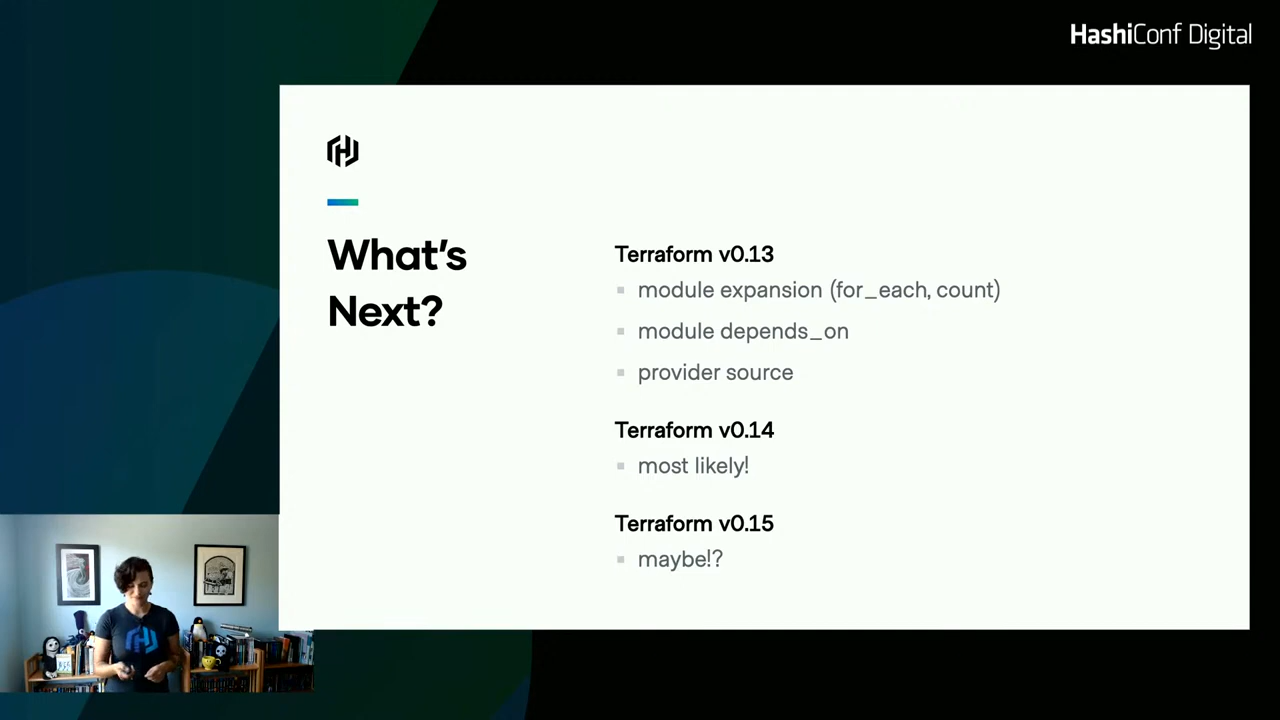 HashiConf Digital
What's
Next?
Terraform v0.13
module expansion (for_each, count)
module depends_on
provider source
Terraform v0.14
most likely!
Terraform v0.15
maybe!?